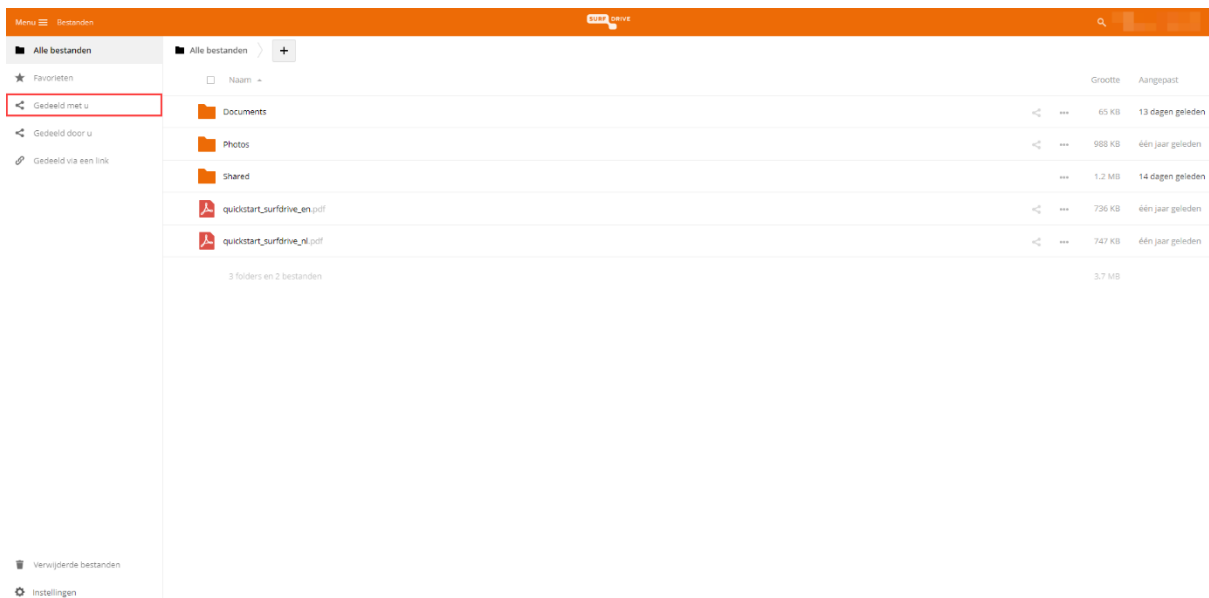 Menu Bestanden SURF DRIVE
Alle bestanden
Favorieten
Gedeeld met u
Gedeeld door u
Gedeeld via een link
Alle bestanden +
Naam Grootte Aangepast
Documents 65 KB 13 dagen geleden
Photos 988 KB één jaar geleden
Shared 1.2 MB 14 dagen geleden
quickstart_surfdrive_en.pdf 736 KB één jaar geleden
quickstart_surfdrive_nl.pdf 747 KB één jaar geleden
3 folders en 2 bestanden 3.7 MB
Verwijderde bestanden
Instellingen